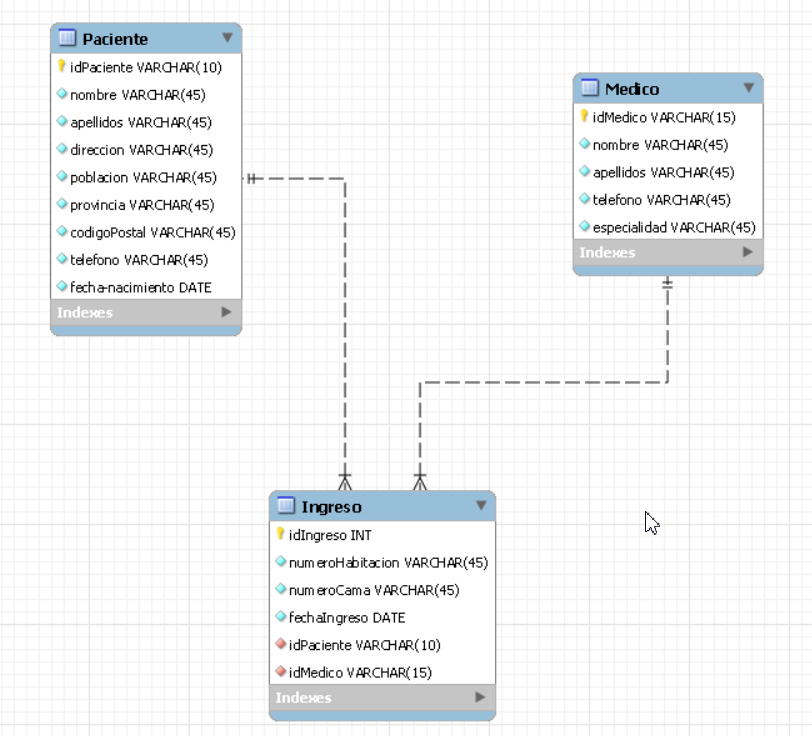 Paciente
idPaciente VARCHAR(10)
nombre VARCHAR(45)
apellidos VARCHAR(45)
direccion VARCHAR(45)
poblacion VARCHAR(45)
provincia VARCHAR(45)
codigoPostal VARCHAR(45)
telefono VARCHAR(45)
fecha-nacimiento DATE
Indexes
Medico
idMedico VARCHAR(15)
nombre VARCHAR(45)
apellidos VARCHAR(45)
telefono VARCHAR(45)
especialidad VARCHAR(45)
Indexes
Ingreso
idIngreso INT
numeroHabitacion VARCHAR(45)
numeroCama VARCHAR(45)
fechaIngreso DATE
idPaciente VARCHAR(10)
idMedico VARCHAR(15)
Indexes